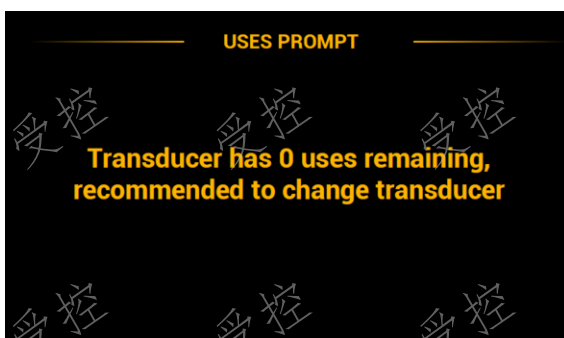 USES PROMPT
受控 受控 受控
Transducer has 0 uses remaining,
recommended to change transducer
受控 受控 受控